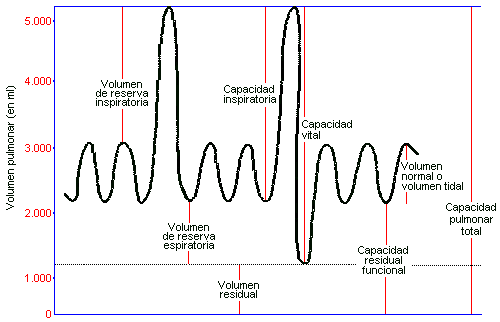 Volumen pulmonar (en ml)
5.000
4.000
3.000
2.000
1.000
0
Volumen
de reserva
inspiratoria
Capacidad
inspiratoria
Capacidad
vital
Volumen
normal o
volumen tidal
Capacidad
pulmonar
total
Volumen
de reserva
espiratoria
Capacidad
residual
funcional
Volumen
residual